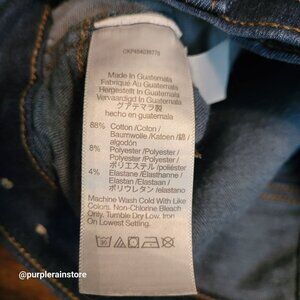 Made In Guatemala
Fabriqué Au Guatemala
Hergestellt In Guatemala
Vervaardigd In Guatemala
グアテマラ製
hecho en guatemala
88% Cotton /Coton /
Baumwolle /Katoen /綿 /
algodón
8% Polyester /Polyester /
Polyester /Polyester /
ポリエステル /poliéster
4% Elastane /Elasthanne /
Elastan /Elastaan /
ポリウレタン /elastano
Machine Wash Cold With Like
Colors. Non-Chlorine Bleach
Only. Tumble Dry Low. Iron
On Lowest Setting.
@purplerainstore